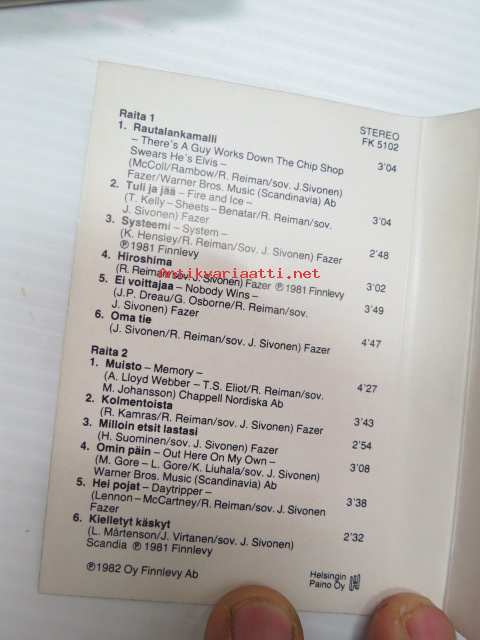 STEREO
FK 5102
Raita 1
1. Rautalankamalli
– There's A Guy Works Down The Chip Shop
Swears He's Elvis – 3'04
(McColl/Rambow/R. Reiman/sov. J.Sivonen)
Fazer/Warner Bros. Music (Scandinavia) Ab
2. Tuli ja jää – Fire and Ice –
(T. Kelly – Sheets – Benatar/R. Reiman/sov. 3'04
J. Sivonen) Fazer
3. Systeemi – System –
(K. Hensley/R. Reiman/Sov. J. Sivonen) Fazer 2'48
℗ 1981 Finnlevy
4. Hiroshima
(R. Reiman/sov. J. Sivonen) Fazer ℗ 1981 Finnlevy 3'02
5. Ei voittajaa – Nobody Wins –
(J.P. Dreau/G. Osborne/R. Reiman/sov. 3'49
J. Sivonen) Fazer
6. Oma tie
(J. Sivonen/R. Reiman/sov. J. Sivonen) Fazer 4'47
Raita 2
1. Muisto – Memory –
(A. Lloyd Webber – T.S. Eliot/R. Reiman/sov. 4'27
M. Johansson) Chappell Nordiska Ab
2. Kolmentoista
(R. Kamras/R. Reiman/sov. J. Sivonen) Fazer 3'43
3. Milloin etsit lastasi
(H. Suominen/sov. J. Sivonen) Fazer 2'54
4. Omin päin – Out Here On My Own –
(M. Gore – L. Gore/K. Liuhala/sov. J. Sivonen) 3'08
Warner Bros. Music (Scandinavia) Ab
5. Hei pojat – Daytripper –
(Lennon – McCartney/R. Reiman/sov. J. Sivonen 3'38
Fazer
6. Kielletyt käskyt
(L. Mårtenson/J. Virtanen/sov. J. Sivonen) 2'32
Scandia ℗ 1981 Finnlevy
℗ 1982 Oy Finnlevy Ab
Helsingin
Paino Oy
Antikvariaatti.net